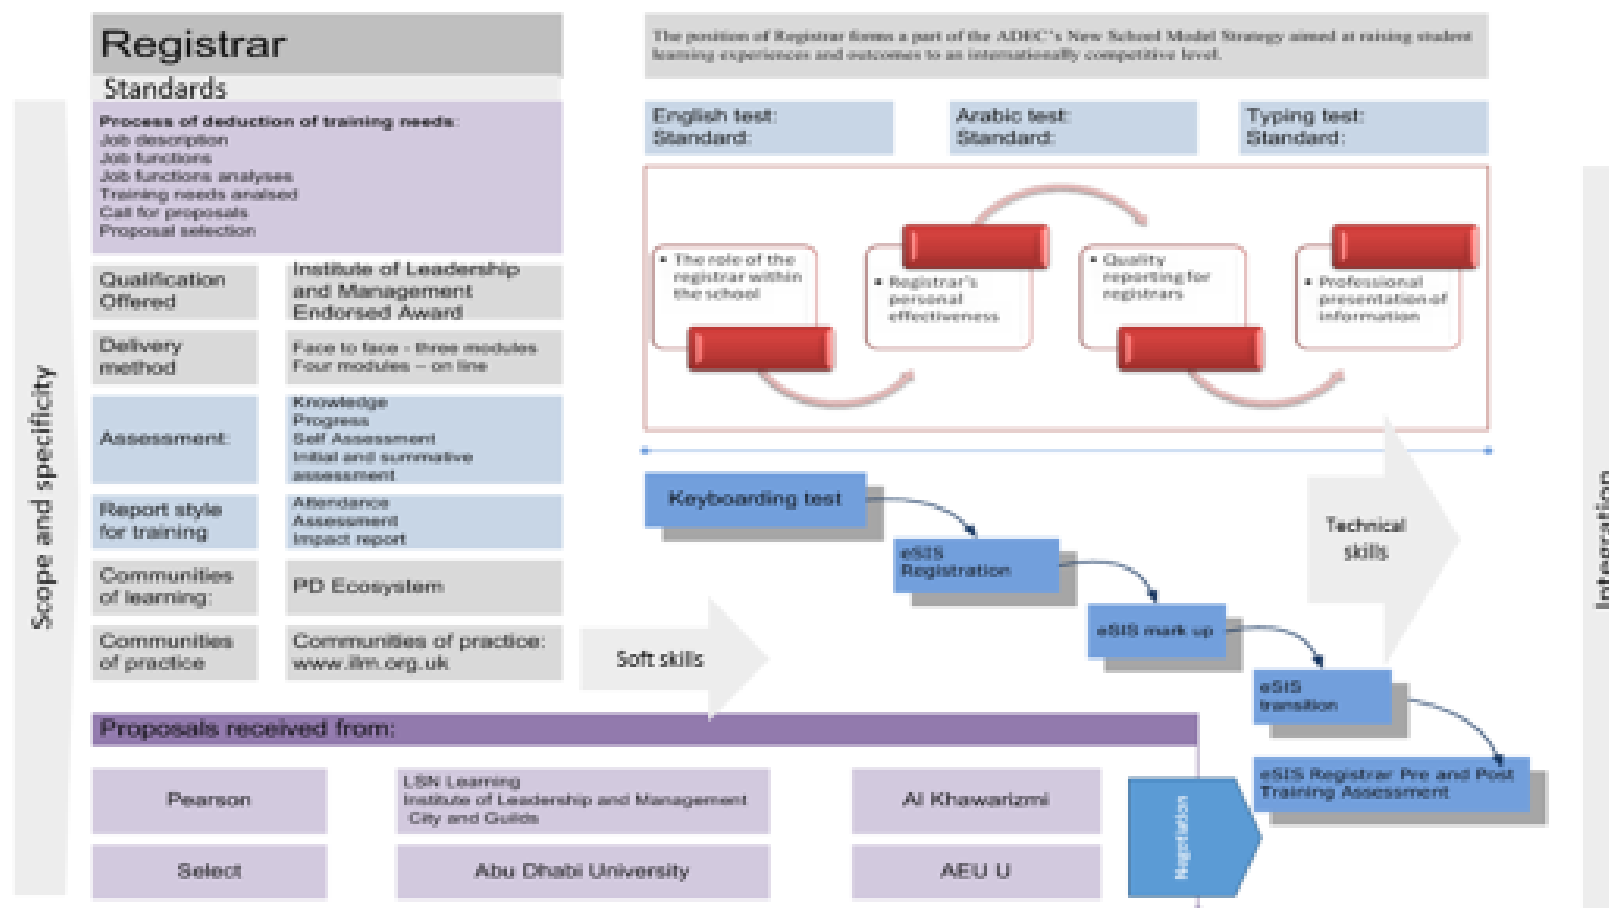 Registrar
Standards
Process of deduction of training needs:
Job description
Job functions
Job functions analyses
Training needs analsed
Call for proposals
Proposal selection
Qualification
Offered
Institute of Leadership
and Management
Endorsed Award
Delivery
method
Face to face - three modules
Four modules – on line
Assessment:
Knowledge
Progress
Self Assessment
Initial and summative
assessment
Report style
for training
Attendance
Assessment
Impact report
Communities
of learning:
PD Ecosystem
Communities
of practice
Communities of practice:
www.ilm.org.uk
Scope and specificity
The position of Registrar forms a part of the ADEC's New School Model Strategy aimed at raising student
learning experiences and outcomes to an internationally competitive level.
English test:
Standard:
Arabic test:
Standard:
Typing test:
Standard:
• The role of the
registrar within
the school
• Registrar's
personal
effectiveness
• Quality
reporting for
registrars
• Professional
presentation of
information
Keyboarding test
eSIS
Registration
eSIS mark up
eSIS
transition
eSIS Registrar Pre and Post
Training Assessment
Technical
skills
Soft skills
Integration
Proposals received from:
Pearson
LSN Learning
Institute of Leadership and Management
City and Guilds
Al Khawarizmi
Select
Abu Dhabi University
AEU U
Negotiation